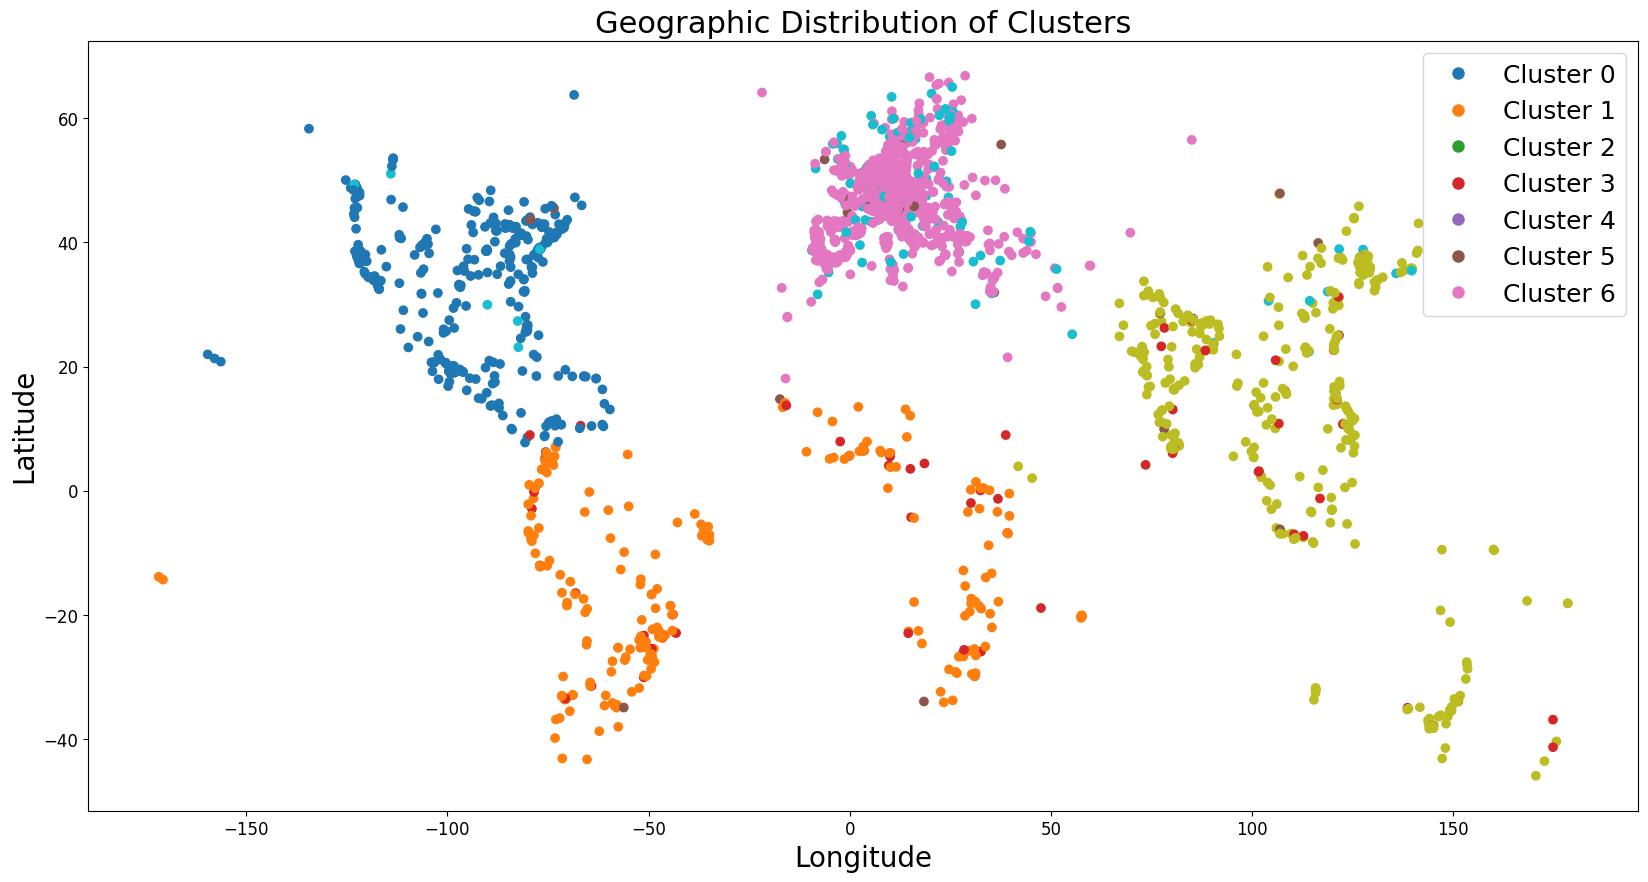 Geographic Distribution of Clusters
Cluster 0
Cluster 1
Cluster 2
Cluster 3
Cluster 4
Cluster 5
Cluster 6
Latitude
60
40
20
0
−20
−40
−150
−100
−50
0
50
100
150
Longitude